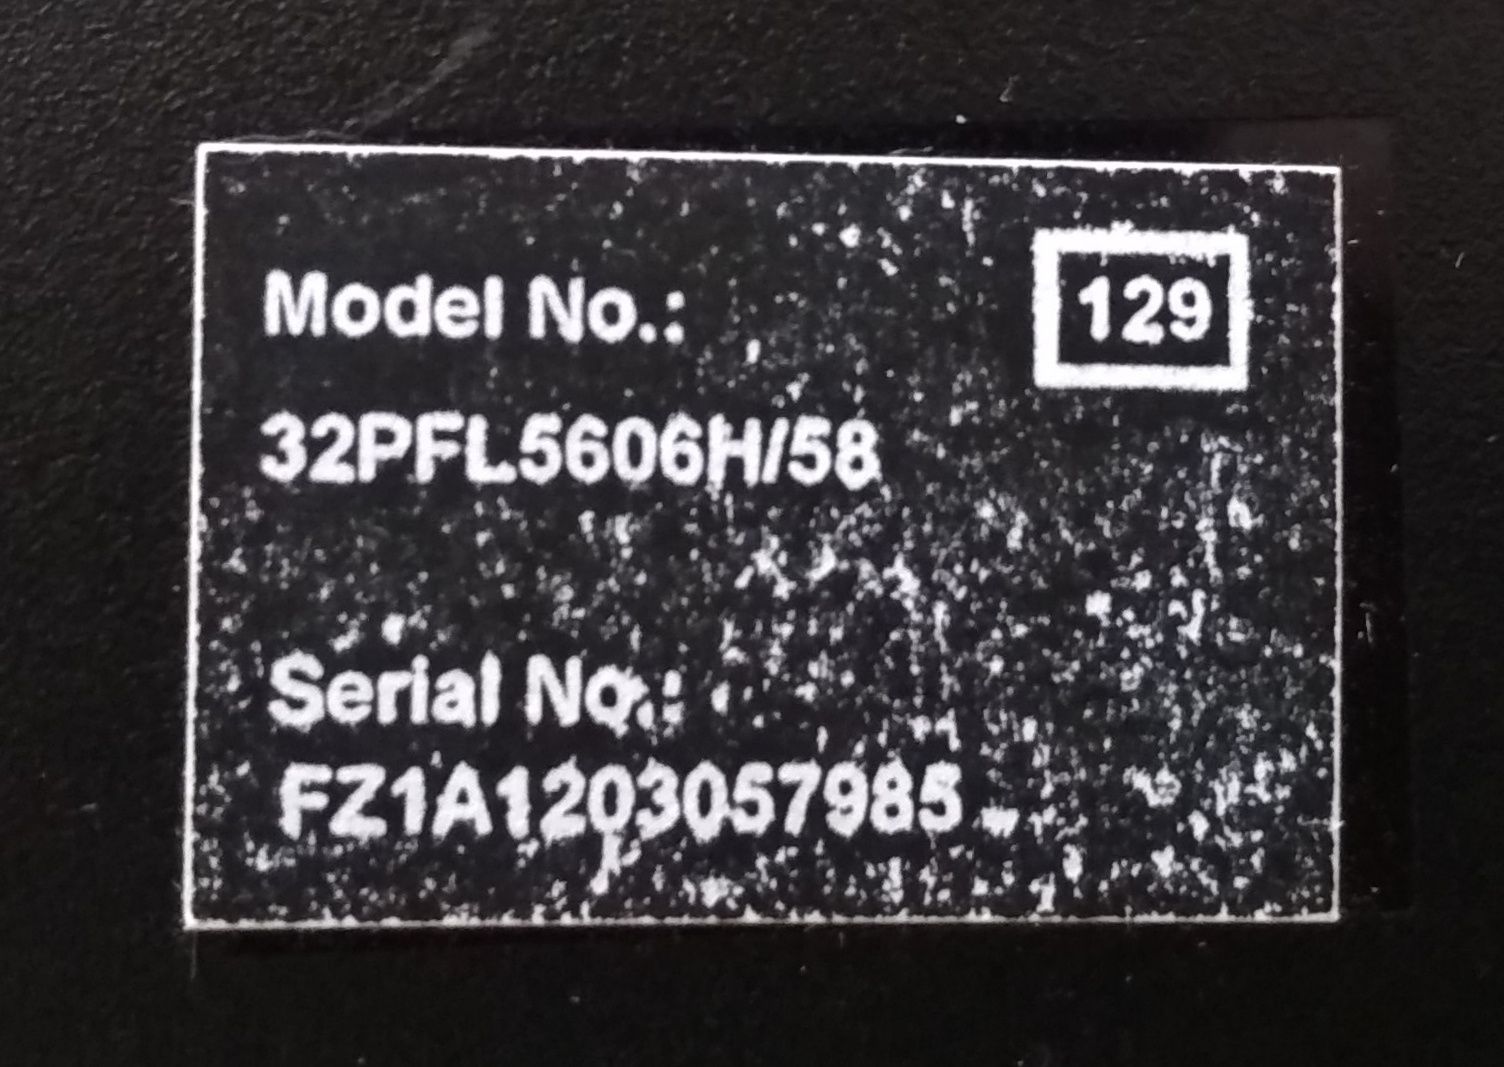 Model No.:
129
32PFL5606H/58
Serial No.:
FZ1A1203057985